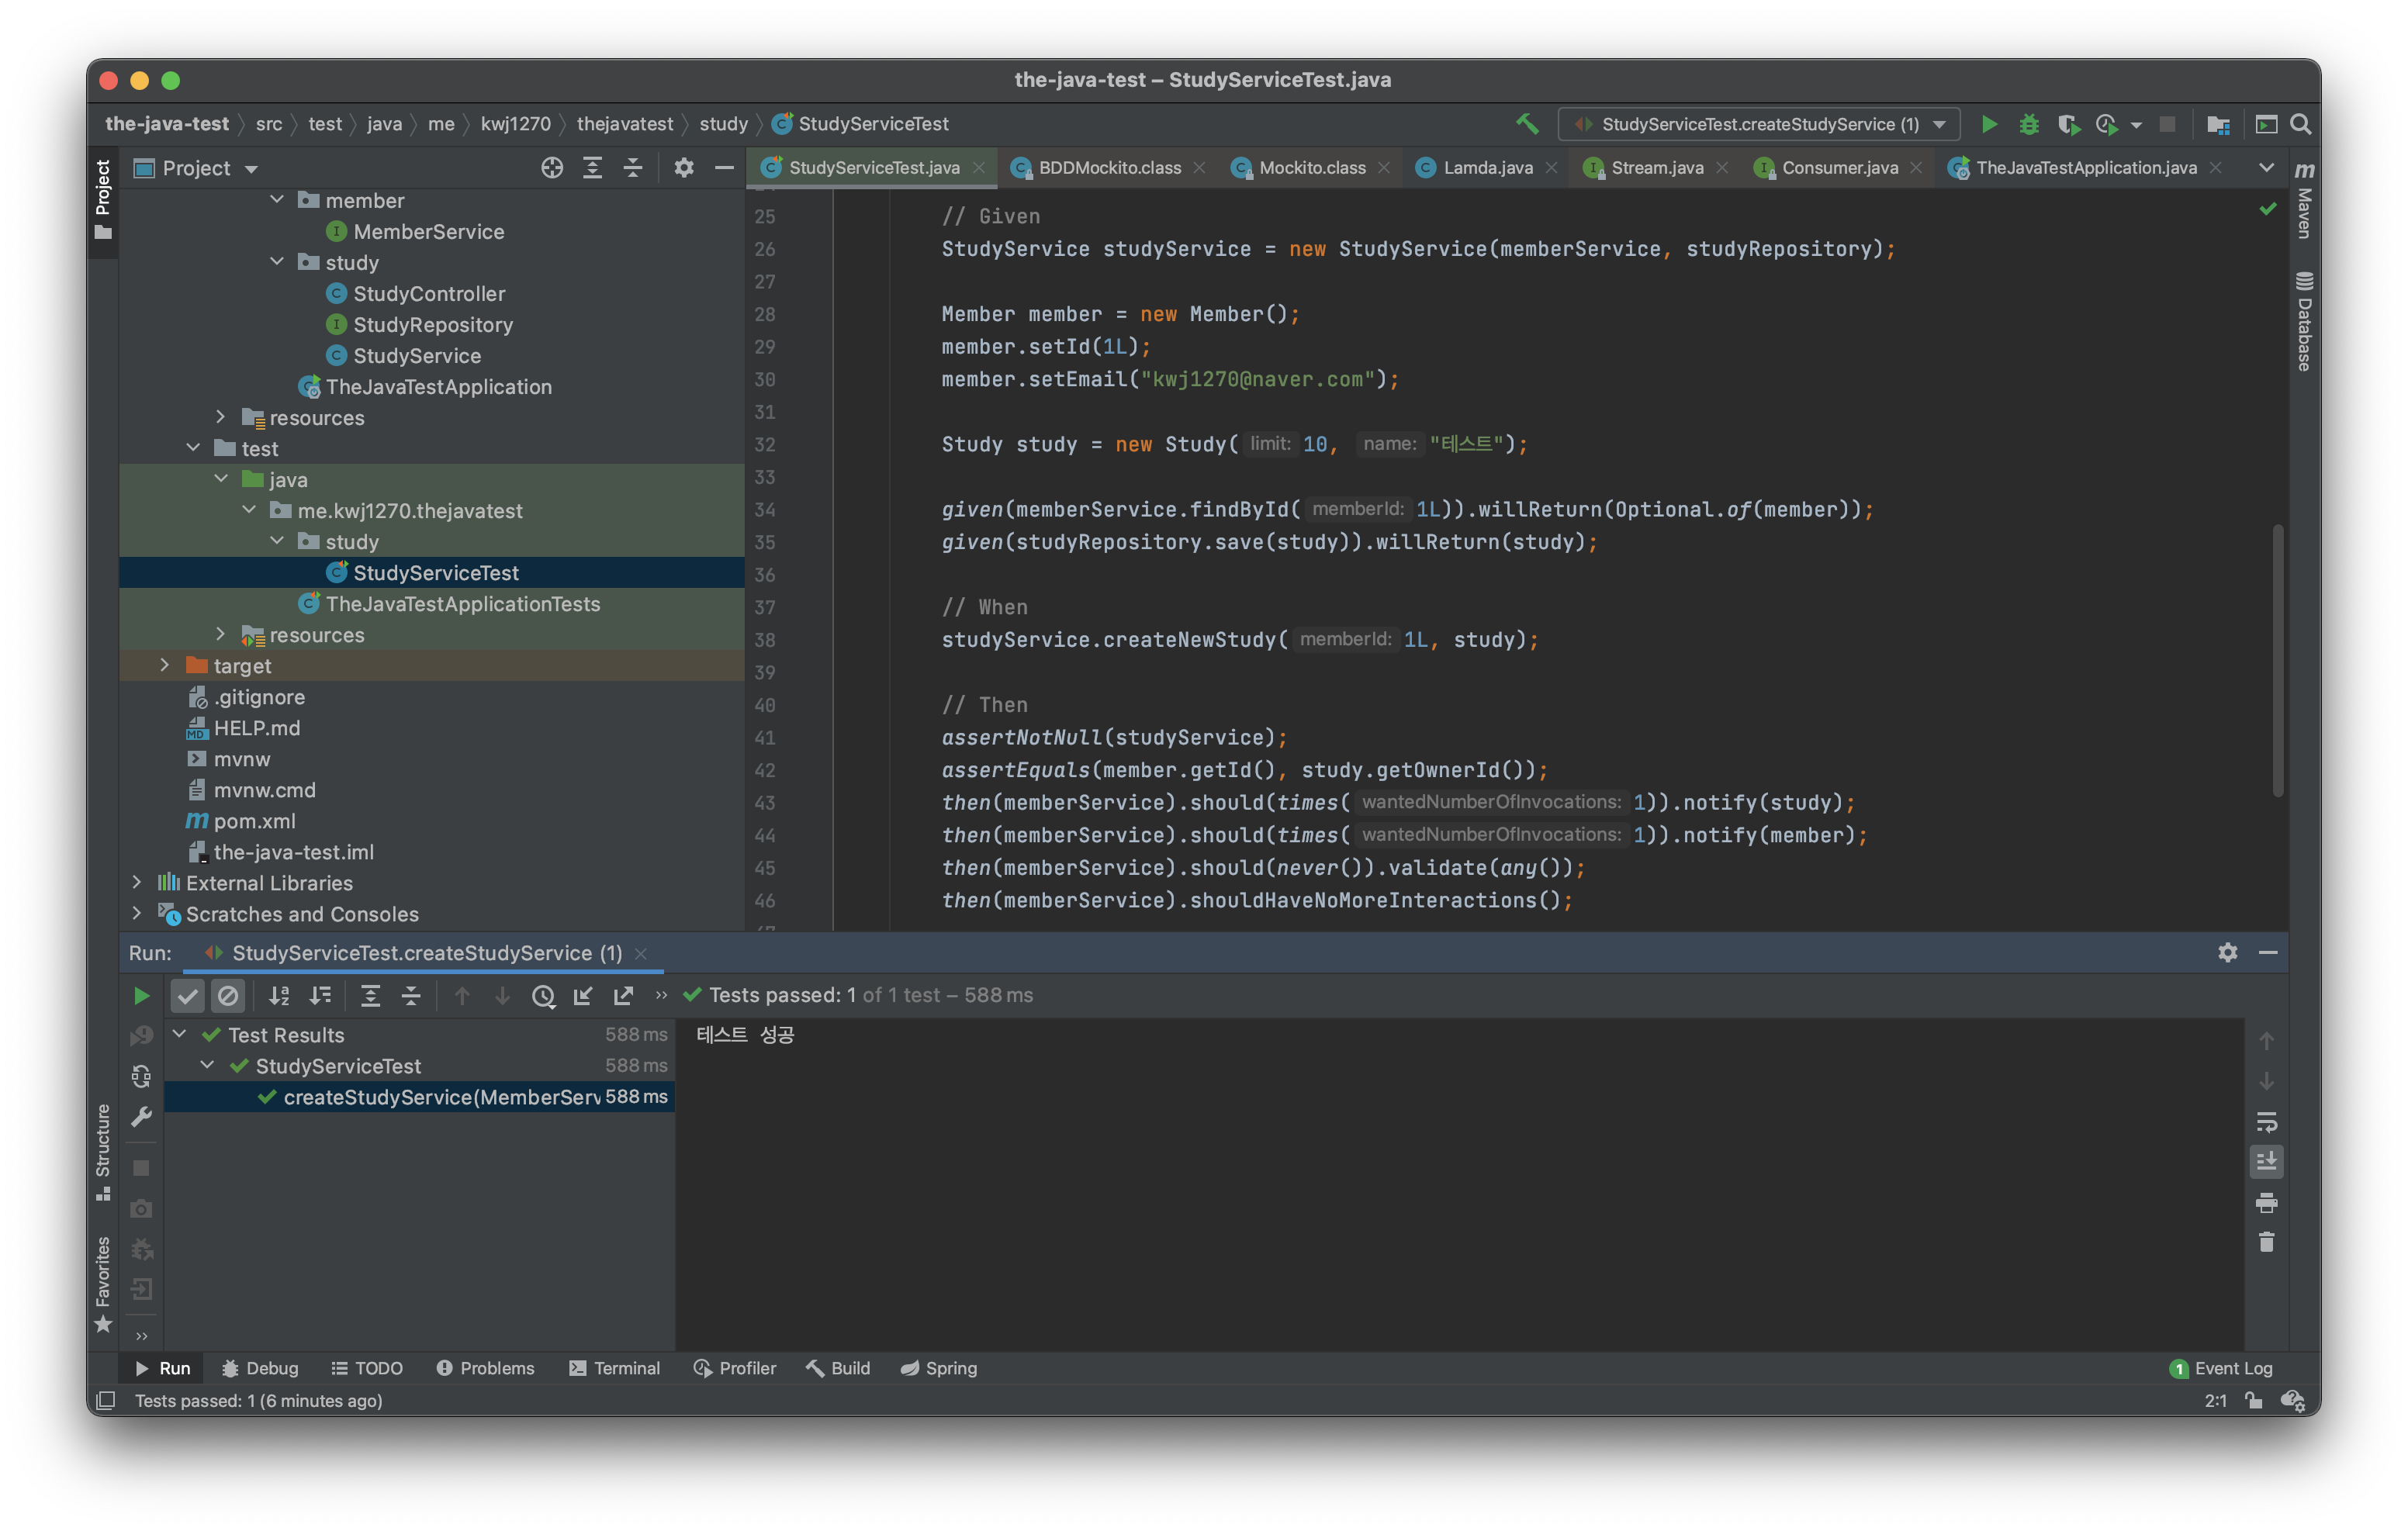 the-java-test – StudyServiceTest.java
the-java-test src test java me kwj1270 thejavatest study StudyServiceTest
StudyServiceTest.createStudyService (1)
Project
Project
StudyServiceTest.java BDDMockito.class Mockito.class Lamda.java Stream.java Consumer.java TheJavaTestApplication.java
Maven
Database
member
MemberService
study
StudyController
StudyRepository
StudyService
TheJavaTestApplication
resources
test
java
me.kwj1270.thejavatest
study
StudyServiceTest
TheJavaTestApplicationTests
resources
target
.gitignore
HELP.md
mvnw
mvnw.cmd
pom.xml
the-java-test.iml
External Libraries
Scratches and Consoles
25 // Given
26 StudyService studyService = new StudyService(memberService, studyRepository);
27
28 Member member = new Member();
29 member.setId(1L);
30 member.setEmail("kwj1270@naver.com");
31
32 Study study = new Study( limit: 10, name: "테스트");
33
34 given(memberService.findById( memberId: 1L)).willReturn(Optional.of(member));
35 given(studyRepository.save(study)).willReturn(study);
36
37 // When
38 studyService.createNewStudy( memberId: 1L, study);
39
40 // Then
41 assertNotNull(studyService);
42 assertEquals(member.getId(), study.getOwnerId());
43 then(memberService).should(times( wantedNumberOfInvocations: 1)).notify(study);
44 then(memberService).should(times( wantedNumberOfInvocations: 1)).notify(member);
45 then(memberService).should(never()).validate(any());
46 then(memberService).shouldHaveNoMoreInteractions();
Run: StudyServiceTest.createStudyService (1)
Tests passed: 1 of 1 test – 588 ms
Test Results 588 ms
StudyServiceTest 588 ms
createStudyService(MemberServ 588 ms
테스트 성공
Structure
Favorites
Run Debug TODO Problems Terminal Profiler Build Spring
1 Event Log
Tests passed: 1 (6 minutes ago)
2:1